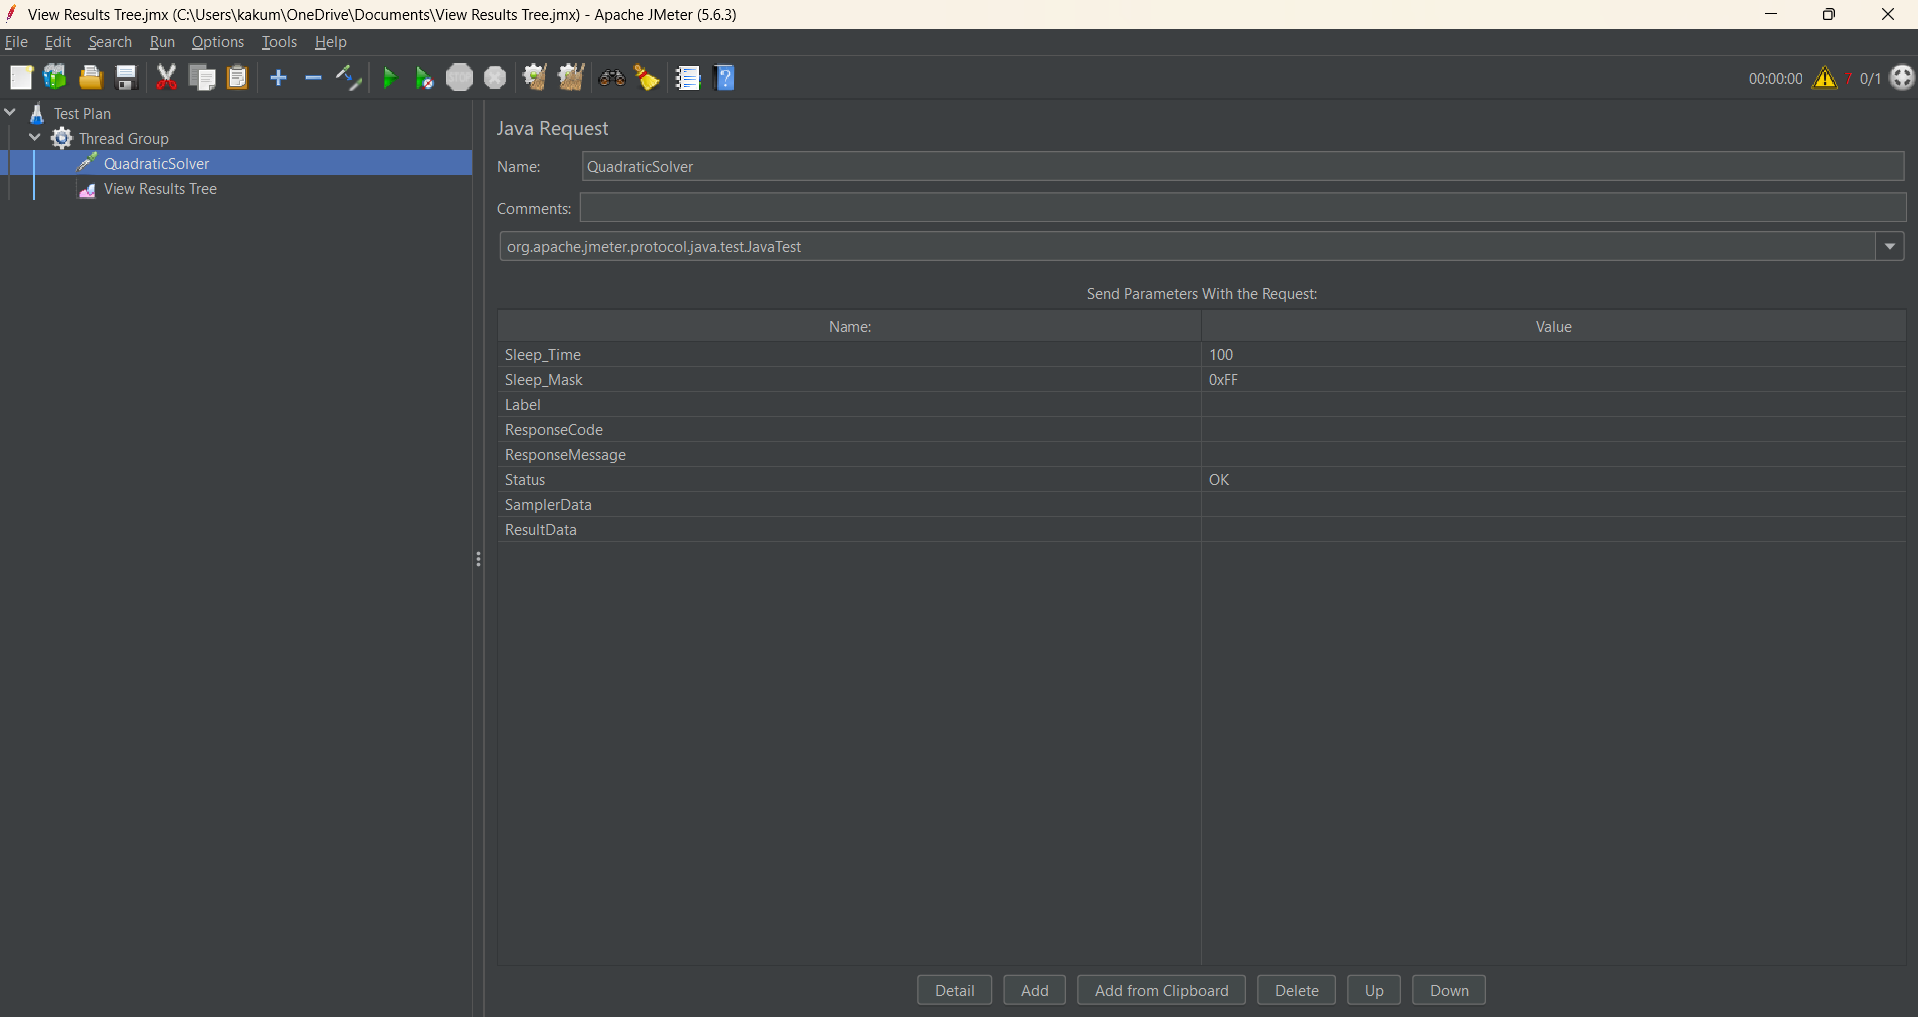 View Results Tree.jmx (C:\Users\kakum\OneDrive\Documents\View Results Tree.jmx) - Apache JMeter (5.6.3)
File Edit Search Run Options Tools Help
STOP ? 00:00:00 7 0/1
Test Plan
Thread Group
QuadraticSolver
View Results Tree
Java Request
Name: QuadraticSolver
Comments:
org.apache.jmeter.protocol.java.test.JavaTest
Send Parameters With the Request:
Name: Value
Sleep_Time 100
Sleep_Mask 0xFF
Label
ResponseCode
ResponseMessage
Status OK
SamplerData
ResultData
Detail Add Add from Clipboard Delete Up Down